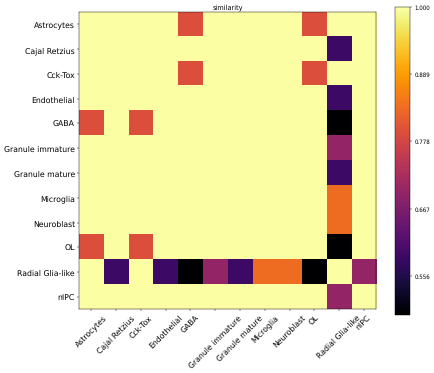 similarity
Astrocytes
Cajal Retzius
Cck-Tox
Endothelial
GABA
Granule immature
Granule mature
Microglia
Neuroblast
OL
Radial Glia-like
nIPC
Astrocytes
Cajal Retzius
Cck-Tox
Endothelial
GABA
Granule immature
Granule mature
Microglia
Neuroblast
OL
Radial Glia-like
nIPC
1.000
0.889
0.778
0.667
0.556